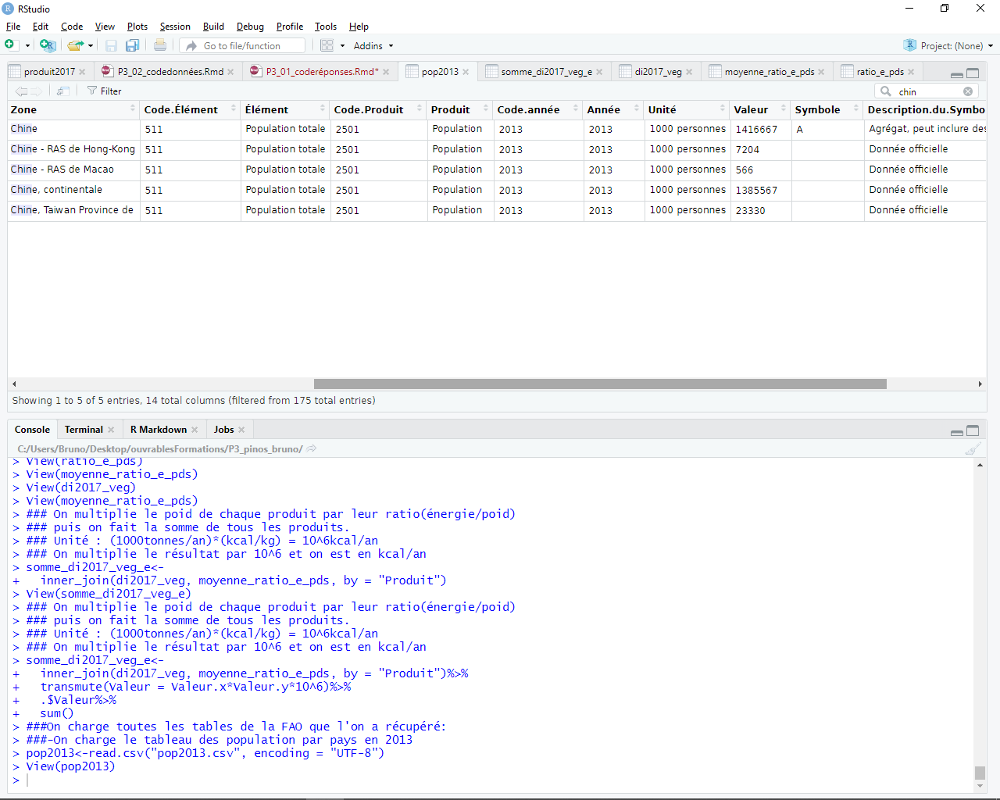 RStudio
File Edit Code View Plots Session Build Debug Profile Tools Help
Go to file/function Addins Project: (None)
produit2017 P3_02_codedonnées.Rmd P3_01_coderéponses.Rmd* pop2013 somme_di2017_veg_e di2017_veg moyenne_ratio_e_pds ratio_e_pds
Filter chin
Zone Code.Élément Élément Code.Produit Produit Code.année Année Unité Valeur Symbole Description.du.Symbo
Chine 511 Population totale 2501 Population 2013 2013 1000 personnes 1416667 A Agrégat, peut inclure des
Chine - RAS de Hong-Kong 511 Population totale 2501 Population 2013 2013 1000 personnes 7204 Donnée officielle
Chine - RAS de Macao 511 Population totale 2501 Population 2013 2013 1000 personnes 566 Donnée officielle
Chine, continentale 511 Population totale 2501 Population 2013 2013 1000 personnes 1385567 Donnée officielle
Chine, Taiwan Province de 511 Population totale 2501 Population 2013 2013 1000 personnes 23330 Donnée officielle
Showing 1 to 5 of 5 entries, 14 total columns (filtered from 175 total entries)
Console Terminal R Markdown Jobs
C:/Users/Bruno/Desktop/ouvrablesFormations/P3_pinos_bruno/
> View(ratio_e_pds)
> View(moyenne_ratio_e_pds)
> View(di2017_veg)
> View(moyenne_ratio_e_pds)
> ### On multiplie le poid de chaque produit par leur ratio(énergie/poid)
> ### puis on fait la somme de tous les produits.
> ### Unité : (1000tonnes/an)*(kcal/kg) = 10^6kcal/an
> ### On multiplie le résultat par 10^6 et on est en kcal/an
> somme_di2017_veg_e<-
+ inner_join(di2017_veg, moyenne_ratio_e_pds, by = "Produit")
> View(somme_di2017_veg_e)
> ### On multiplie le poid de chaque produit par leur ratio(énergie/poid)
> ### puis on fait la somme de tous les produits.
> ### Unité : (1000tonnes/an)*(kcal/kg) = 10^6kcal/an
> ### On multiplie le résultat par 10^6 et on est en kcal/an
> somme_di2017_veg_e<-
+ inner_join(di2017_veg, moyenne_ratio_e_pds, by = "Produit")%>%
+ transmute(Valeur = Valeur.x*Valeur.y*10^6)%>%
+ .$Valeur%>%
+ sum()
> ###On charge toutes les tables de la FAO que l'on a récupéré:
> ###-On charge le tableau des population par pays en 2013
> pop2013<-read.csv("pop2013.csv", encoding = "UTF-8")
> View(pop2013)
>